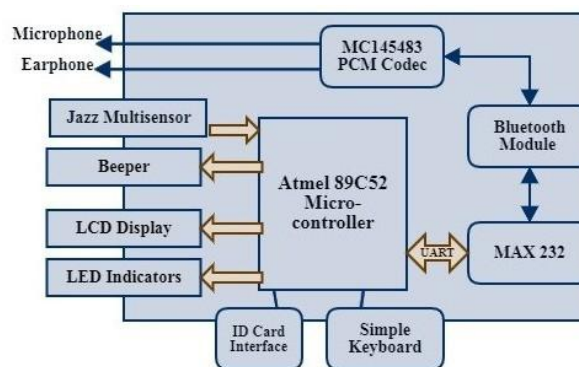 Microphone
Earphone
MC145483
PCM Codec
Jazz Multisensor
Beeper
LCD Display
LED Indicators
Atmel 89C52
Micro-
controller
Bluetooth
Module
UART
MAX 232
ID Card
Interface
Simple
Keyboard